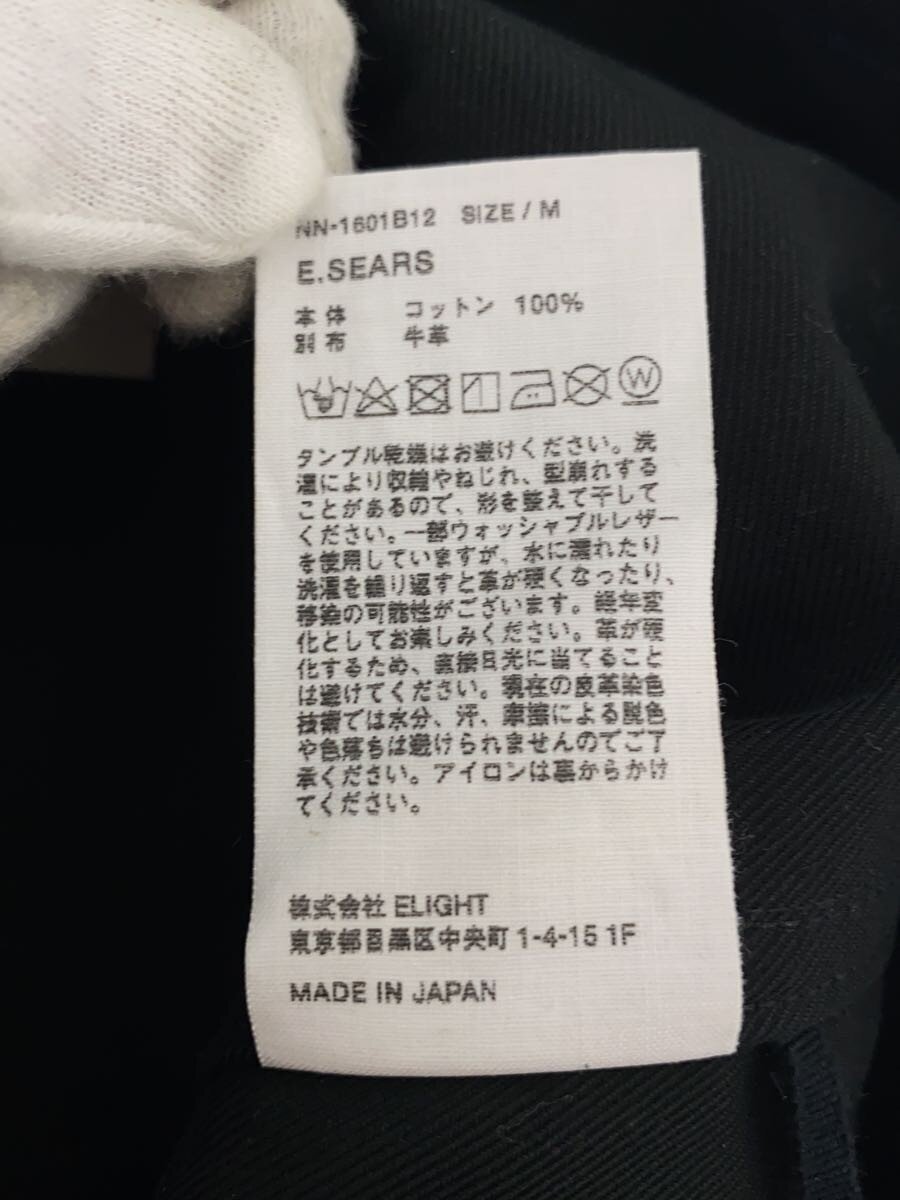 NN-1601B12 SIZE / M
E.SEARS
本体 コットン 100%
別布 牛革
W
タンブル乾燥はお避けください。洗
濯により収縮やねじれ、型崩れする
ことがあるので、形を整えて干して
ください。一部ウォッシャブルレザー
を使用していますが、水に濡れたり
洗濯を繰り返すと革が硬くなったり、
移染の可能性がございます。経年変
化としてお楽しみください。革が硬
化するため、直接日光に当てること
は避けてください。現在の皮革染色
技術では水分、汗、摩擦による脱色
や色落ちは避けられませんのでご了
承ください。アイロンは裏からかけ
てください。
株式会社 ELIGHT
東京都目黒区中央町 1-4-15 1F
MADE IN JAPAN